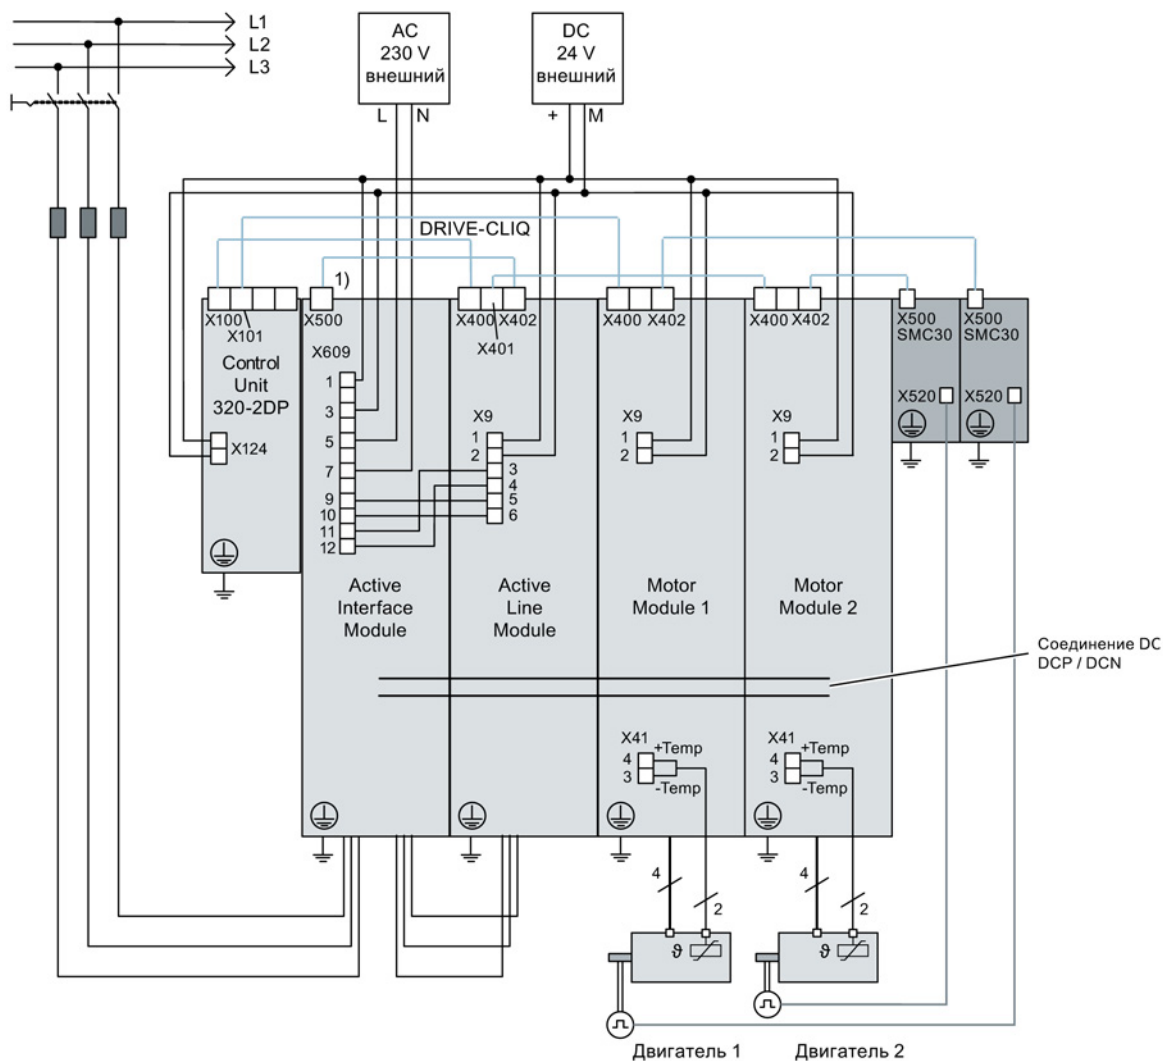 L1
L2
L3
AC
230 V
внешний
DC
24 V
внешний
L N
+ M
DRIVE-CLIQ
1)
X100
X101
X500
X400 X402
X401
X400 X402
X400 X402
X500
SMC30
X500
SMC30
Control
Unit
320-2DP
X124
X609
1
3
5
7
9
10
11
12
X9
1
2
3
4
5
6
X9
1
2
X9
1
2
X520
X520
Active
Interface
Module
Active
Line
Module
Motor
Module 1
Motor
Module 2
Соединение DC
DCP / DCN
X41
4
3
+Temp
-Temp
X41
4
3
+Temp
-Temp
4
2
4
2
ϑ
ϑ
Двигатель 1
Двигатель 2